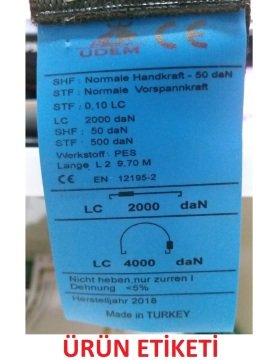 UDEM CE
SHF: Normale Handkraft - 50 daN
STF: Normale Vorspannkraft
STF: 0,10 LC
LC 2000 daN
SHF: 50 daN
STF: 500 daN
Werkstoff: PES
Lange L 2 9,70 M
CE EN 12195-2
LC 2000 daN
LC 4000 daN
Nicht heben,nur zurren !
Dehnung <5%
Herstelljahr 2018
Made in TURKEY
ÜRÜN ETİKETİ